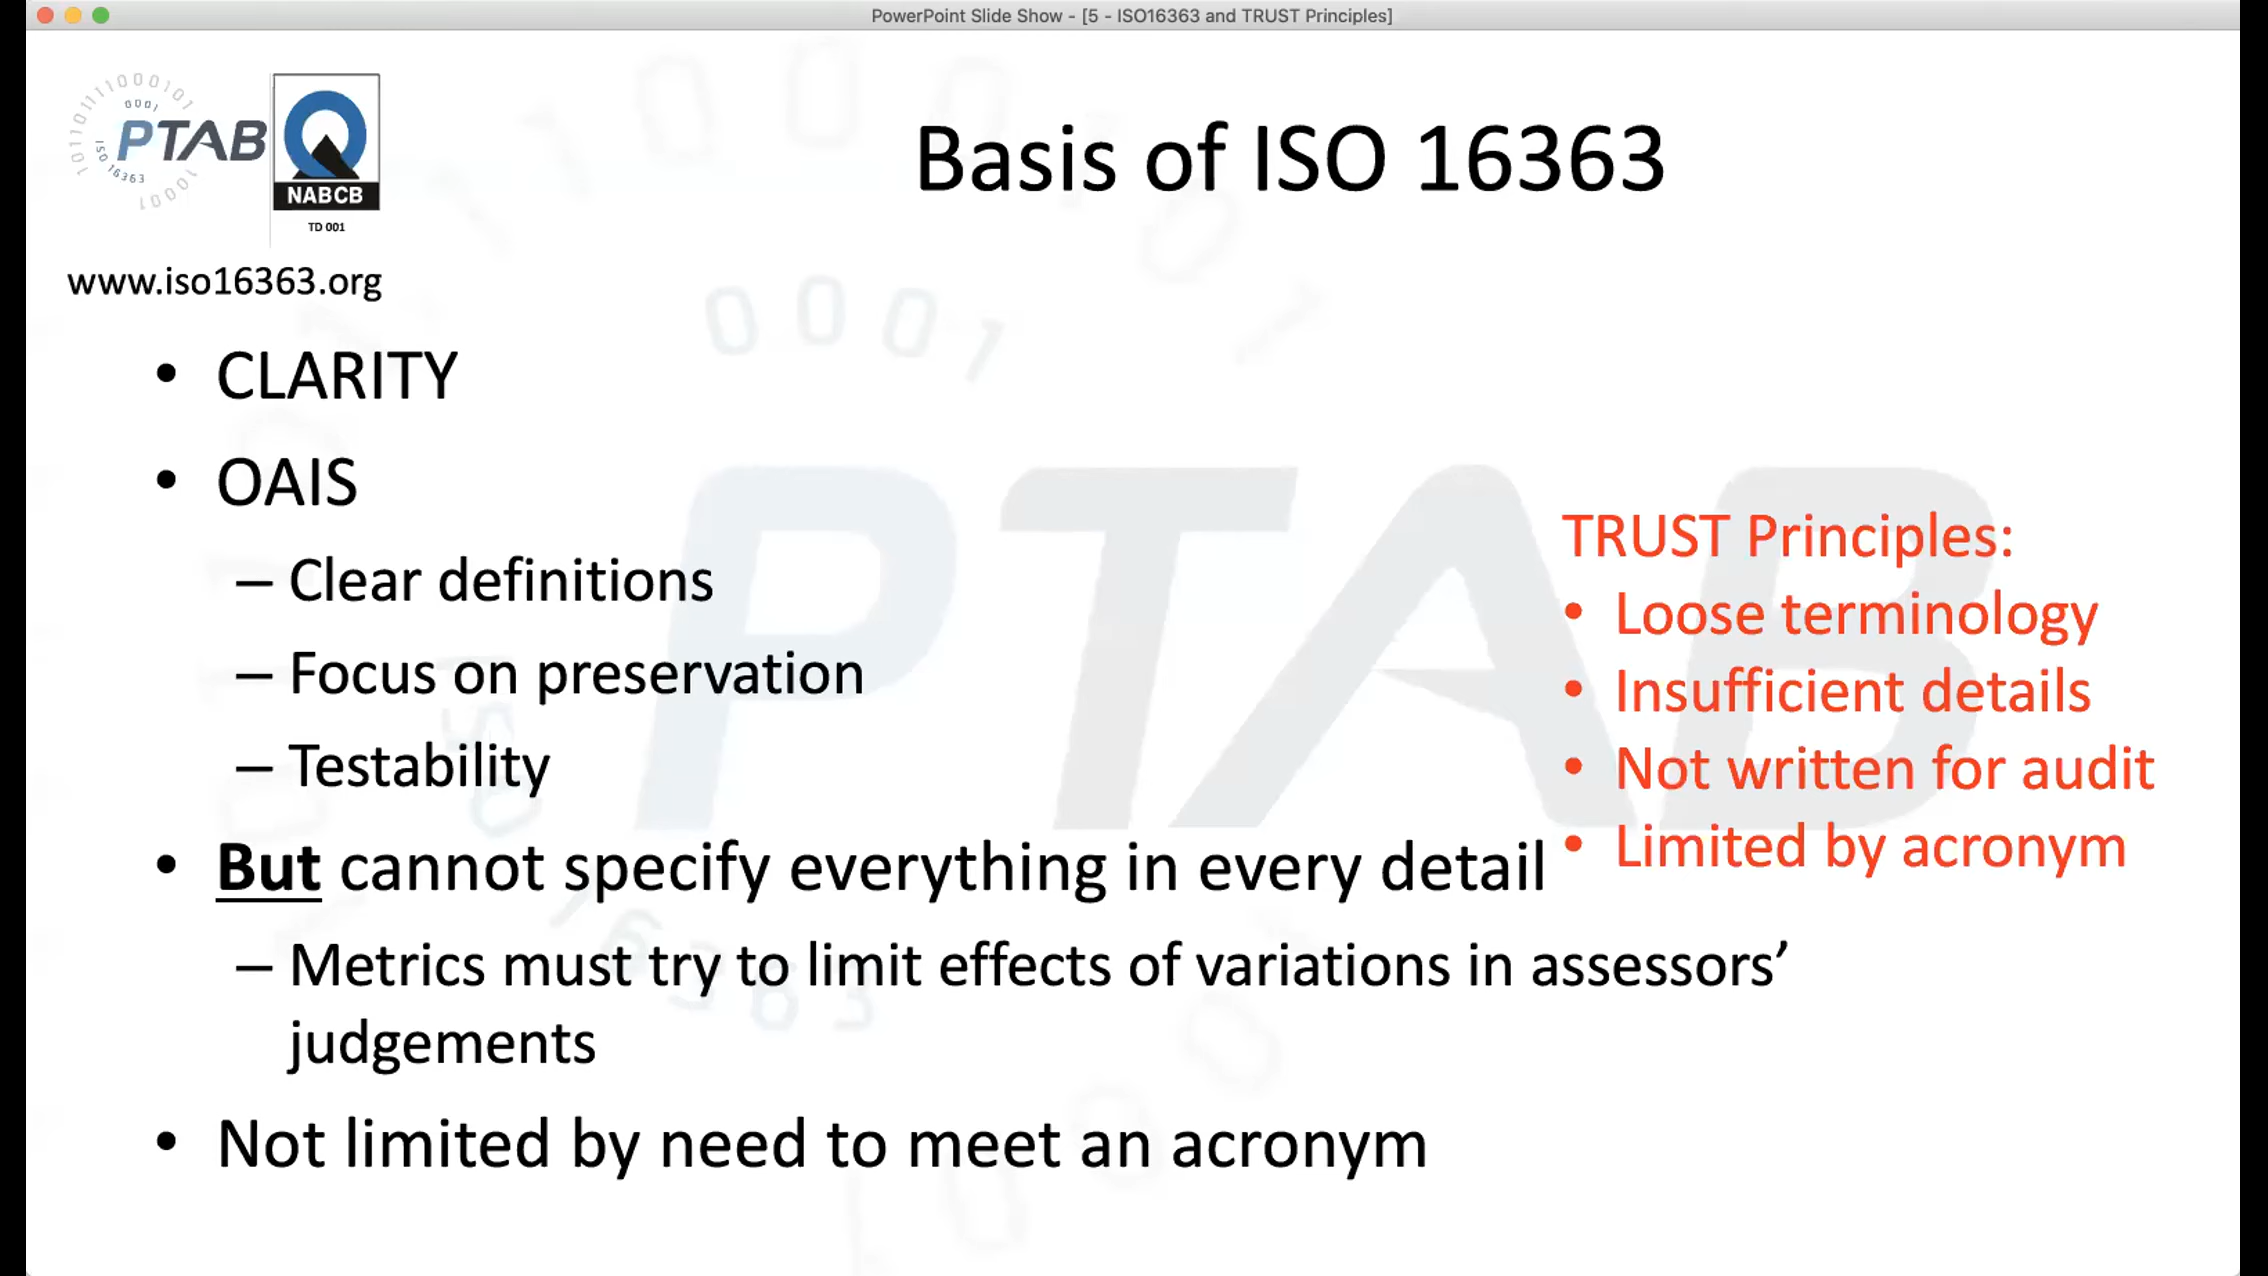 PowerPoint Slide Show - [5 - ISO16363 and TRUST Principles]
PTAB
ISO 16363
NABCB
TD 001
www.iso16363.org
Basis of ISO 16363
• CLARITY
• OAIS
– Clear definitions
– Focus on preservation
– Testability
• But cannot specify everything in every detail
– Metrics must try to limit effects of variations in assessors’
judgements
• Not limited by need to meet an acronym
TRUST Principles:
• Loose terminology
• Insufficient details
• Not written for audit
• Limited by acronym